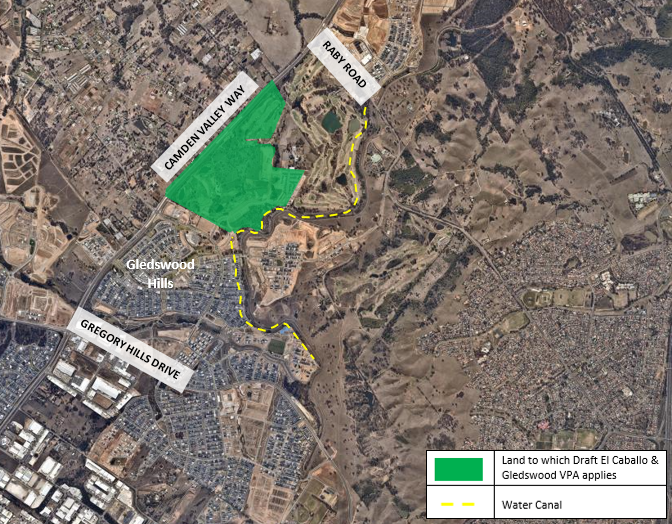 RABY ROAD
CAMDEN VALLEY WAY
Gledswood
Hills
GREGORY HILLS DRIVE
Land to which Draft El Caballo &
Gledswood VPA applies
Water Canal